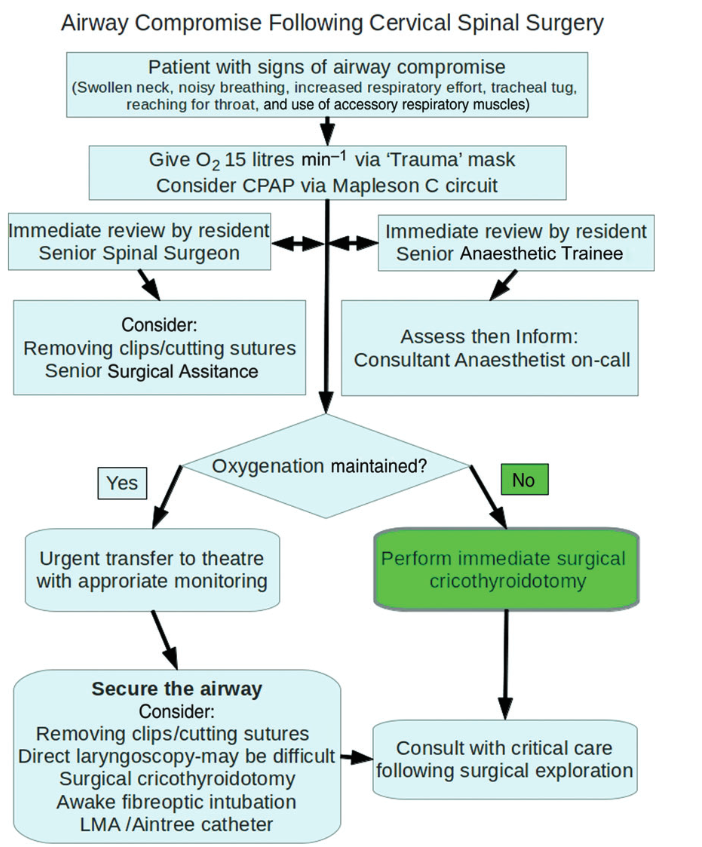 Airway Compromise Following Cervical Spinal Surgery
Patient with signs of airway compromise
(Swollen neck, noisy breathing, increased respiratory effort, tracheal tug,
reaching for throat, and use of accessory respiratory muscles)
Give O₂ 15 litres min⁻¹ via ‘Trauma’ mask
Consider CPAP via Mapleson C circuit
Immediate review by resident
Senior Spinal Surgeon
Immediate review by resident
Senior Anaesthetic Trainee
Consider:
Removing clips/cutting sutures
Senior Surgical Assitance
Assess then Inform:
Consultant Anaesthetist on-call
Oxygenation maintained?
Yes
No
Urgent transfer to theatre
with approriate monitoring
Perform immediate surgical
cricothyroidotomy
Secure the airway
Consider:
Removing clips/cutting sutures
Direct laryngoscopy-may be difficult
Surgical cricothyroidotomy
Awake fibreoptic intubation
LMA /Aintree catheter
Consult with critical care
following surgical exploration